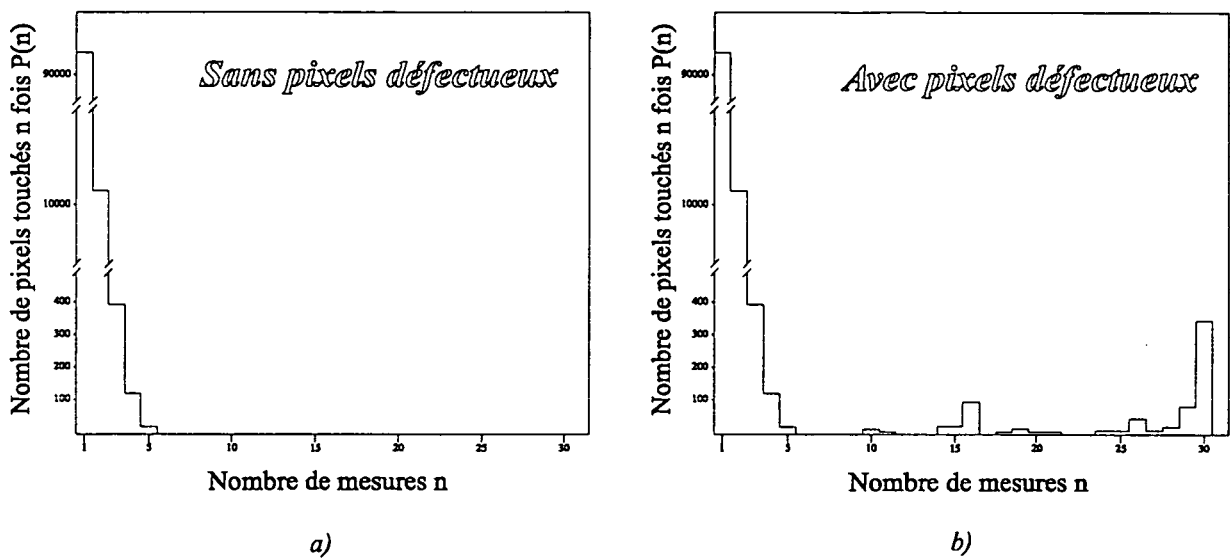 Nombre de pixels touchés n fois P(n)
Sans pixels défectueux
90000
10000
400
300
200
100
1 5 10 15 20 25 30
Nombre de mesures n
a)
Nombre de pixels touchés n fois P(n)
Avec pixels défectueux
90000
10000
400
300
200
100
1 5 10 15 20 25 30
Nombre de mesures n
b)